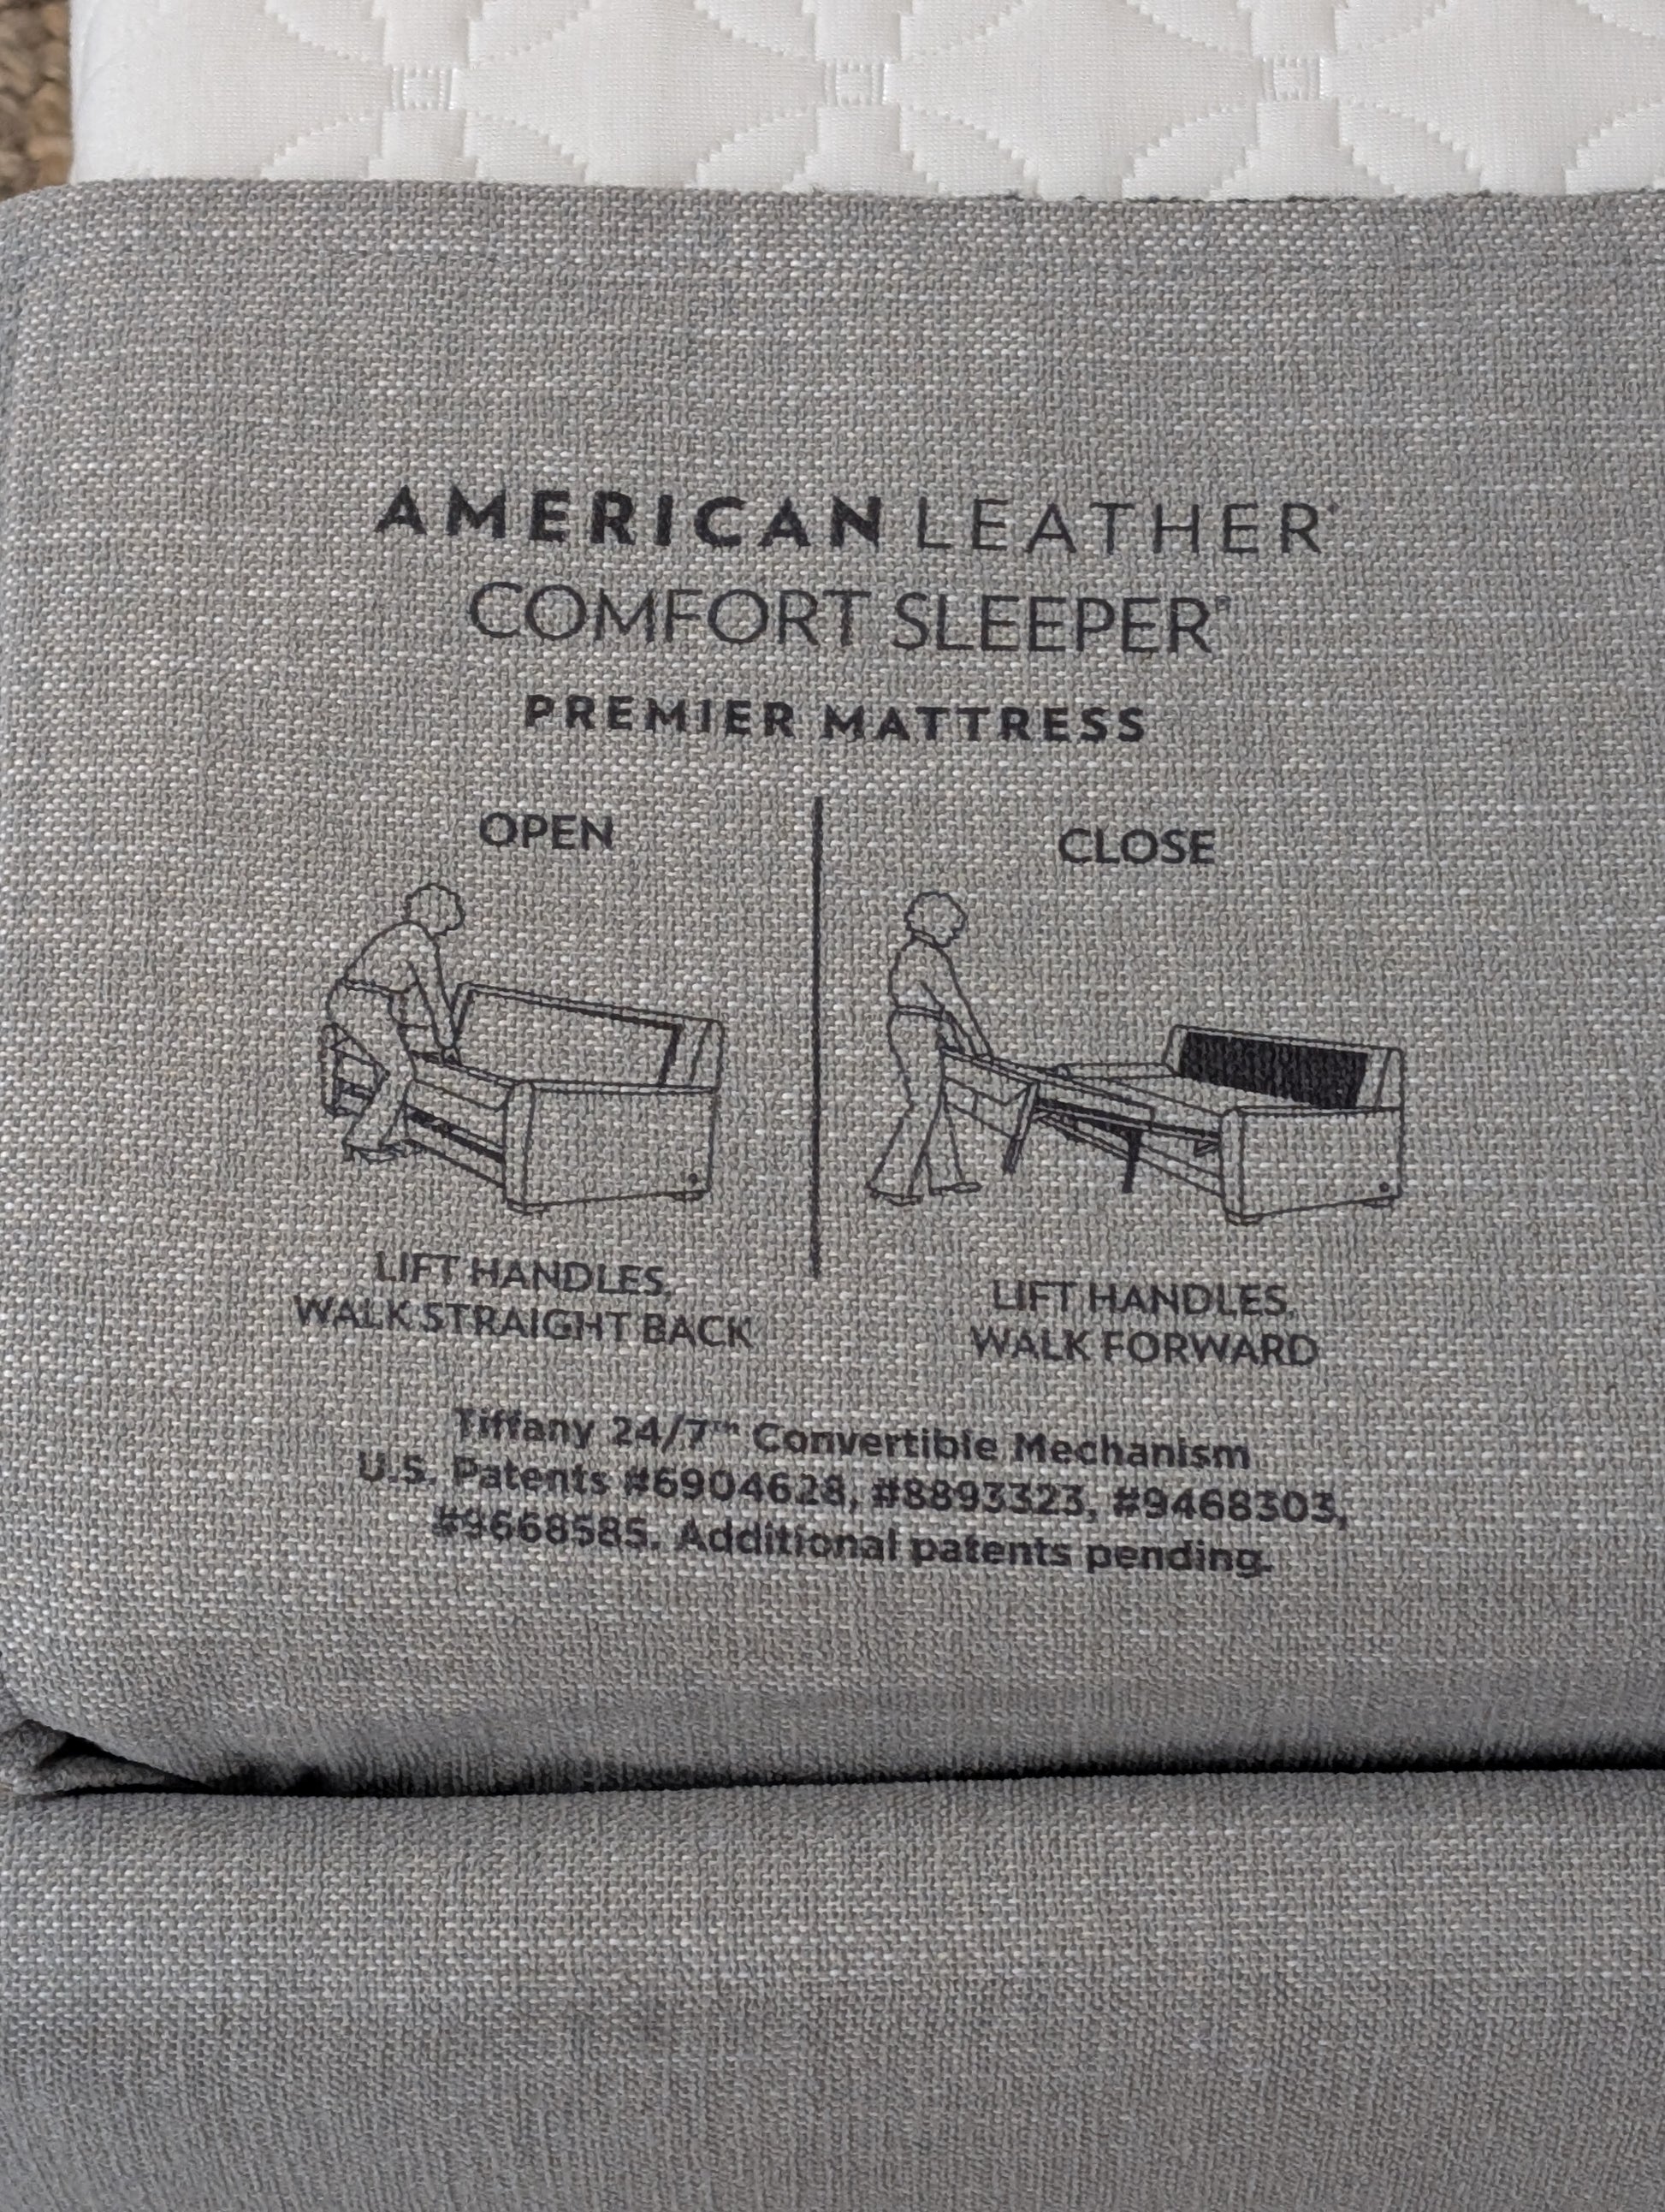 AMERICAN LEATHER®
COMFORT SLEEPER®
PREMIER MATTRESS
OPEN
LIFT HANDLES,
WALK STRAIGHT BACK
CLOSE
LIFT HANDLES,
WALK FORWARD
Tiffany 24/7™ Convertible Mechanism
U.S. Patents #6904628, #8893323, #9468303,
#9668585. Additional patents pending.